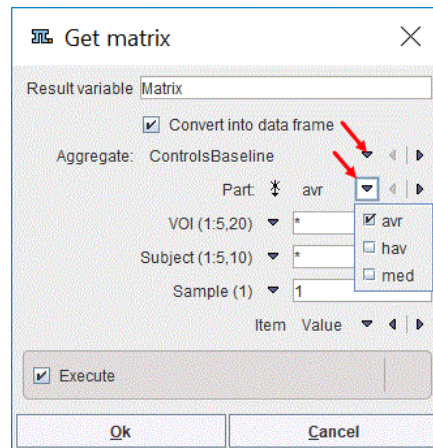 Get matrix
Result variable Matrix
Convert into data frame
Aggregate: ControlsBaseline
Part: avr
avr
VOI (1:5,20) *
hav
Subject (1:5,10) *
med
Sample (1) 1
Item Value
Execute
Ok Cancel